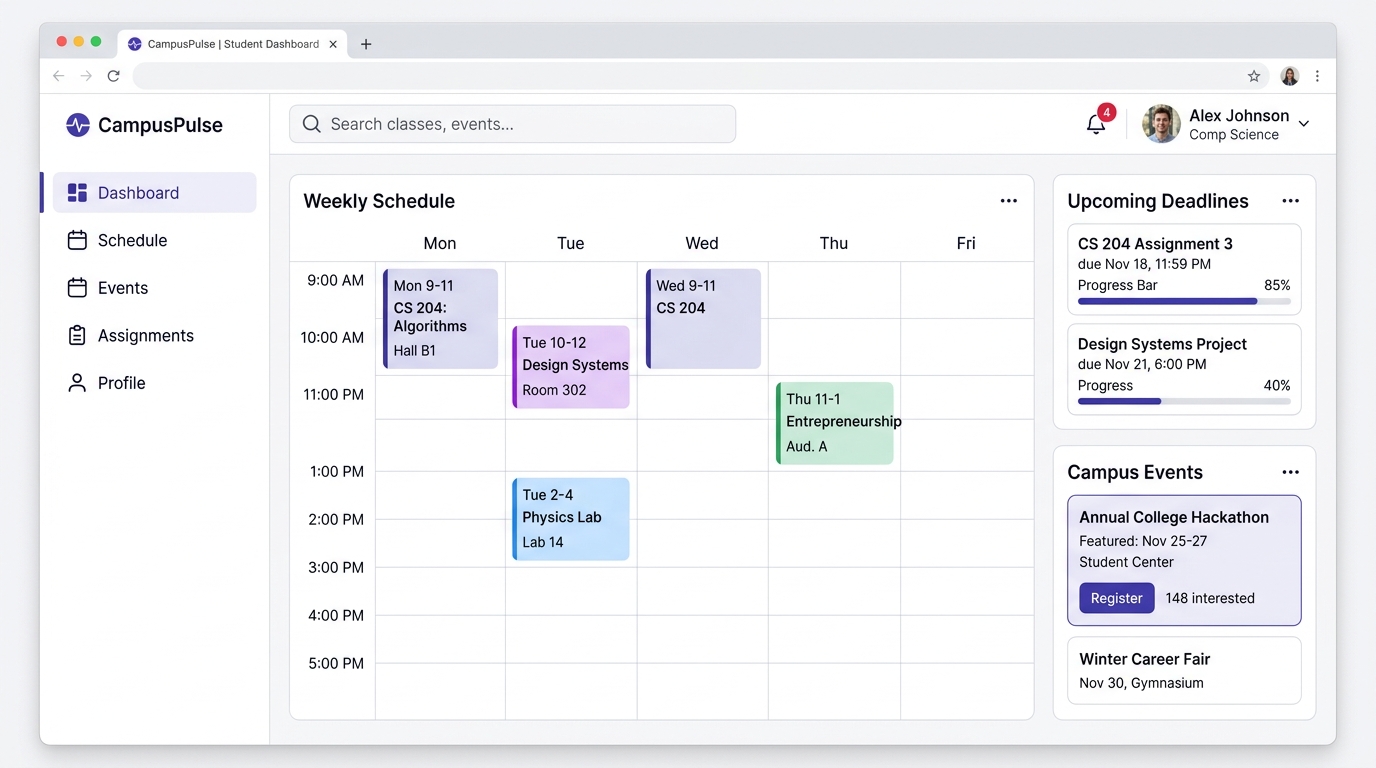 CampusPulse | Student Dashboard
CampusPulse
Search classes, events...
4
Alex Johnson
Comp Science
Dashboard
Schedule
Events
Assignments
Profile
Weekly Schedule
Mon Tue Wed Thu Fri
9:00 AM
10:00 AM
11:00 PM
1:00 PM
2:00 PM
3:00 PM
4:00 PM
5:00 PM
Mon 9-11
CS 204:
Algorithms
Hall B1
Tue 10-12
Design Systems
Room 302
Tue 2-4
Physics Lab
Lab 14
Wed 9-11
CS 204
Thu 11-1
Entrepreneurship
Aud. A
Upcoming Deadlines
CS 204 Assignment 3
due Nov 18, 11:59 PM
Progress Bar 85%
Design Systems Project
due Nov 21, 6:00 PM
Progress 40%
Campus Events
Annual College Hackathon
Featured: Nov 25-27
Student Center
Register 148 interested
Winter Career Fair
Nov 30, Gymnasium